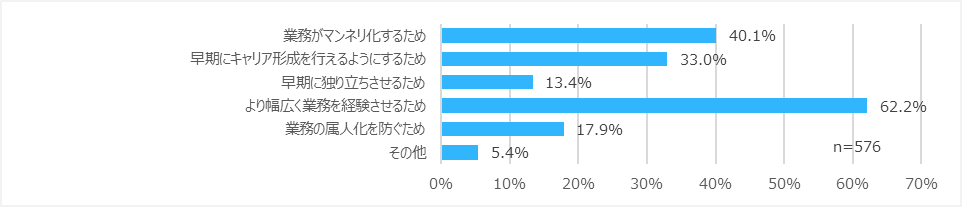 業務がマンネリ化するため 40.1%
早期にキャリア形成を行えるようにするため 33.0%
早期に独り立ちさせるため 13.4%
より幅広く業務を経験させるため 62.2%
業務の属人化を防ぐため 17.9%
その他 5.4%
n=576
0% 10% 20% 30% 40% 50% 60% 70%